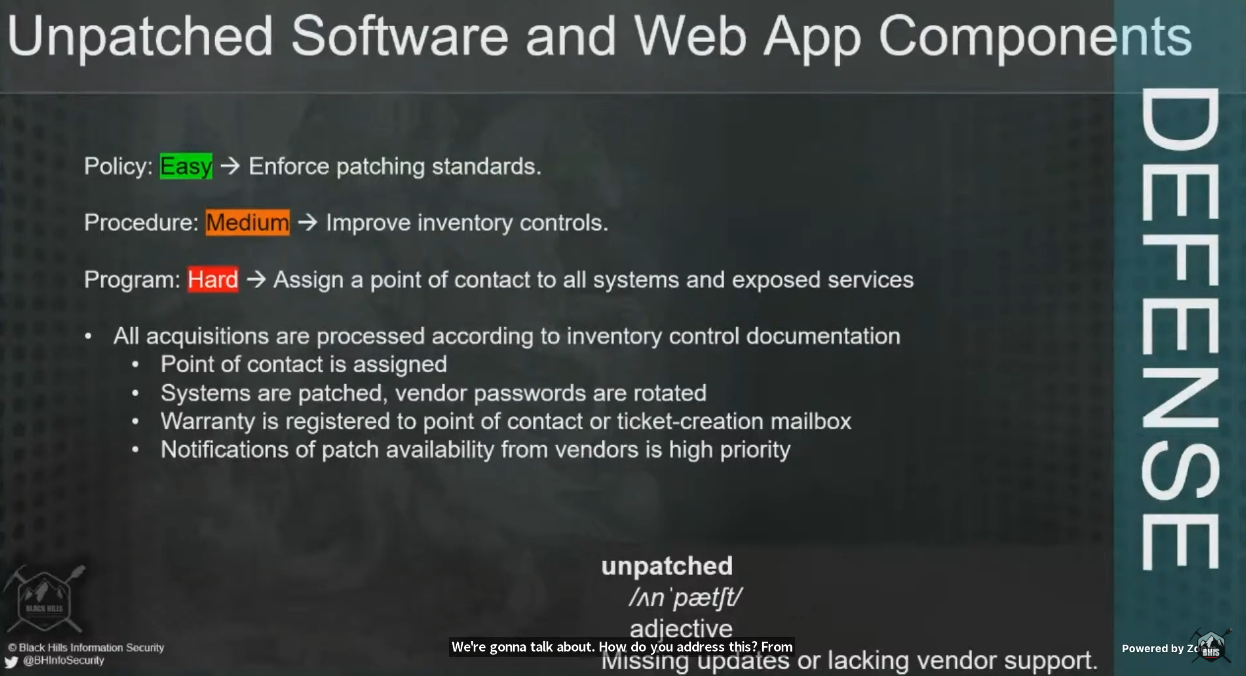 Unpatched Software and Web App Components
DEFENSE
Policy: Easy → Enforce patching standards.
Procedure: Medium → Improve inventory controls.
Program: Hard → Assign a point of contact to all systems and exposed services
• All acquisitions are processed according to inventory control documentation
• Point of contact is assigned
• Systems are patched, vendor passwords are rotated
• Warranty is registered to point of contact or ticket-creation mailbox
• Notifications of patch availability from vendors is high priority
unpatched
/ʌnˈpætʃt/
adjective
Missing updates or lacking vendor support.
We're gonna talk about. How do you address this? From
BLACK HILLS
© Black Hills Information Security
@BHInfoSecurity
Powered by
BHIS